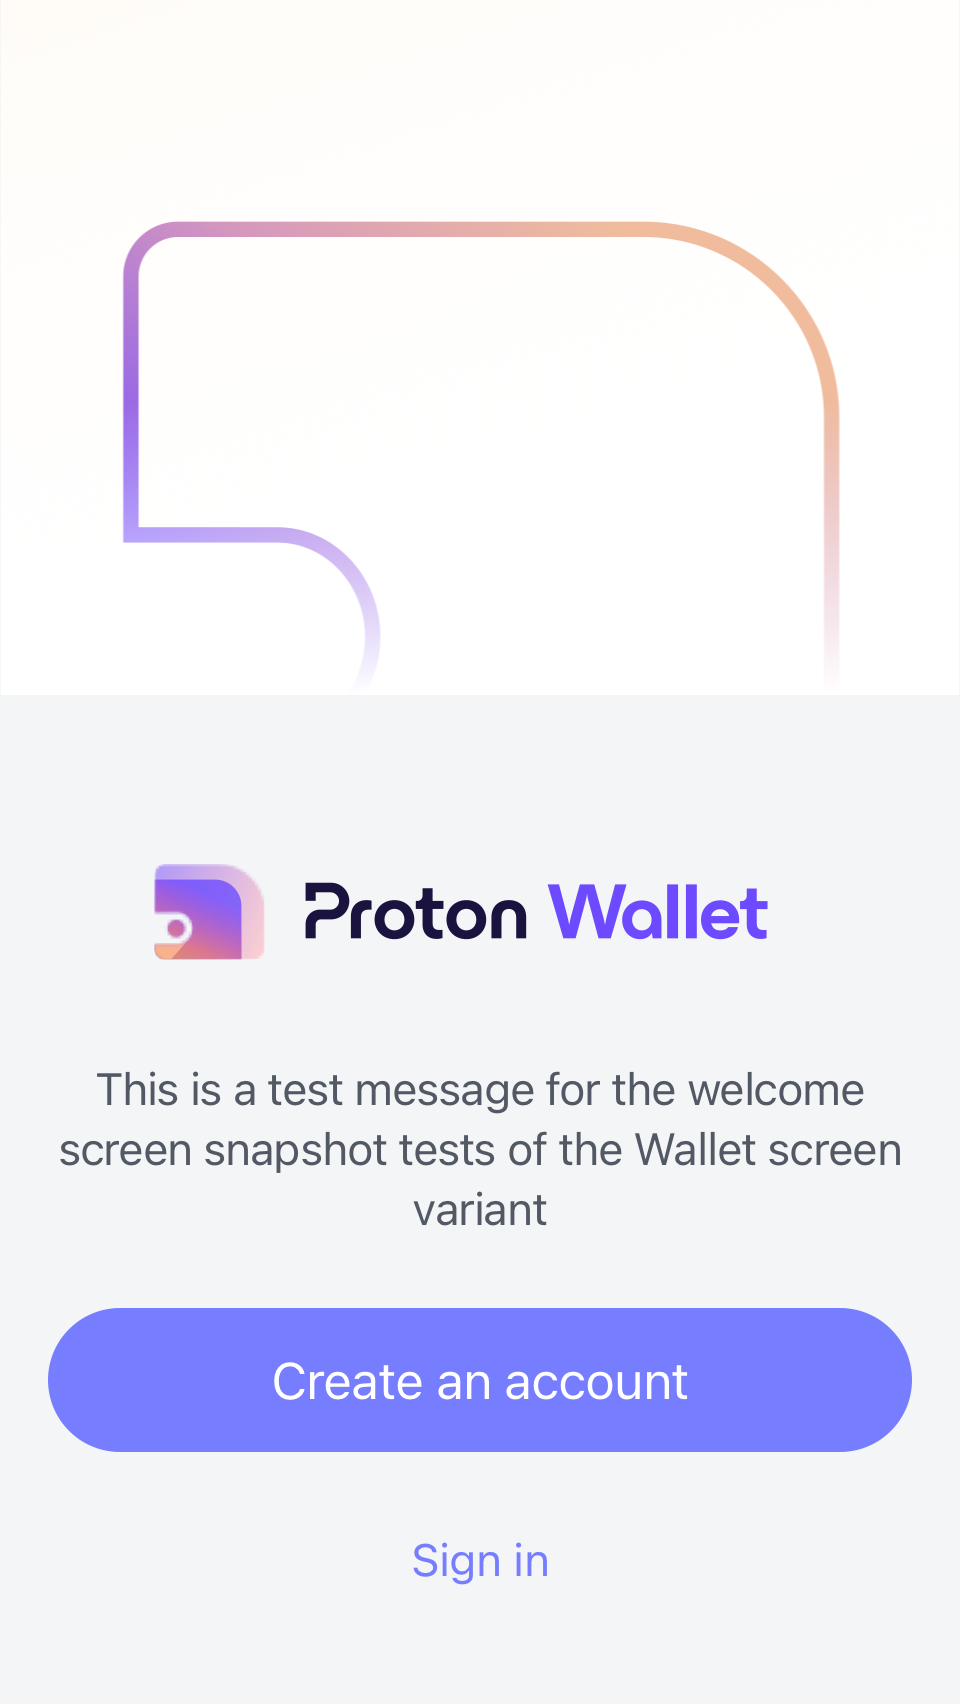 Proton Wallet
This is a test message for the welcome
screen snapshot tests of the Wallet screen
variant
Create an account
Sign in